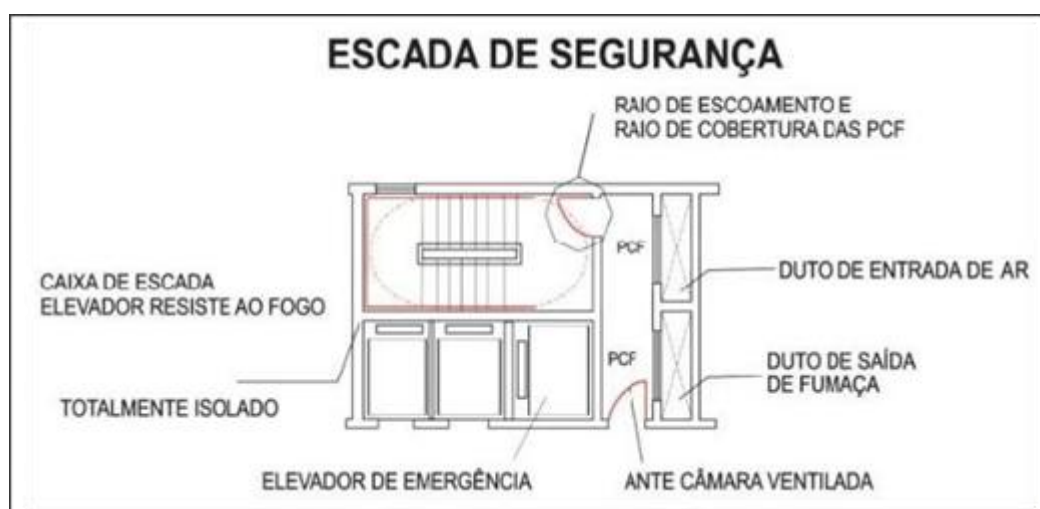 ESCADA DE SEGURANÇA
RAIO DE ESCOAMENTO E
RAIO DE COBERTURA DAS PCF
PCF
CAIXA DE ESCADA
ELEVADOR RESISTE AO FOGO
DUTO DE ENTRADA DE AR
PCF
DUTO DE SAÍDA
DE FUMAÇA
TOTALMENTE ISOLADO
ELEVADOR DE EMERGÊNCIA
ANTE CÂMARA VENTILADA